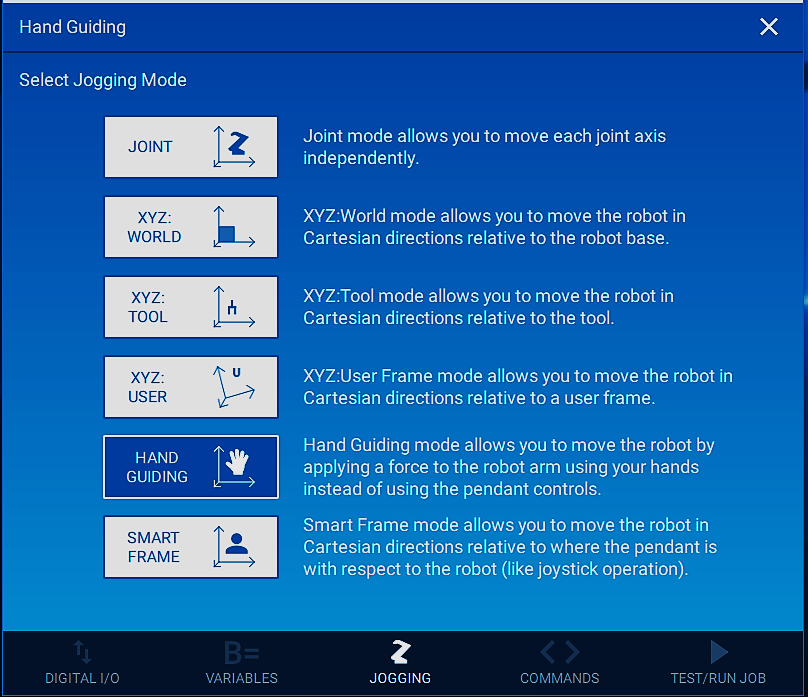 Hand Guiding
Select Jogging Mode
JOINT
Joint mode allows you to move each joint axis
independently.
XYZ:
WORLD
XYZ:World mode allows you to move the robot in
Cartesian directions relative to the robot base.
XYZ:
TOOL
XYZ:Tool mode allows you to move the robot in
Cartesian directions relative to the tool.
XYZ:
USER
U
XYZ:User Frame mode allows you to move the robot in
Cartesian directions relative to a user frame.
HAND
GUIDING
Hand Guiding mode allows you to move the robot by
applying a force to the robot arm using your hands
instead of using the pendant controls.
SMART
FRAME
Smart Frame mode allows you to move the robot in
Cartesian directions relative to where the pendant is
with respect to the robot (like joystick operation).
B=
DIGITAL I/O
VARIABLES
JOGGING
COMMANDS
TEST/RUN JOB